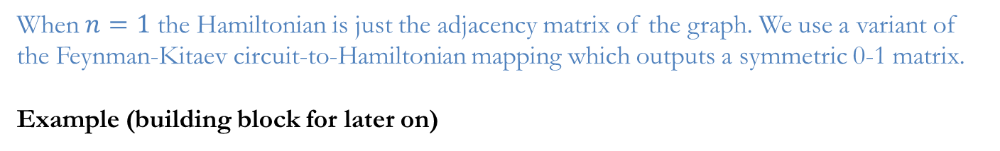 When 𝑛 = 1 the Hamiltonian is just the adjacency matrix of the graph. We use a variant of
the Feynman-Kitaev circuit-to-Hamiltonian mapping which outputs a symmetric 0-1 matrix.
Example (building block for later on)